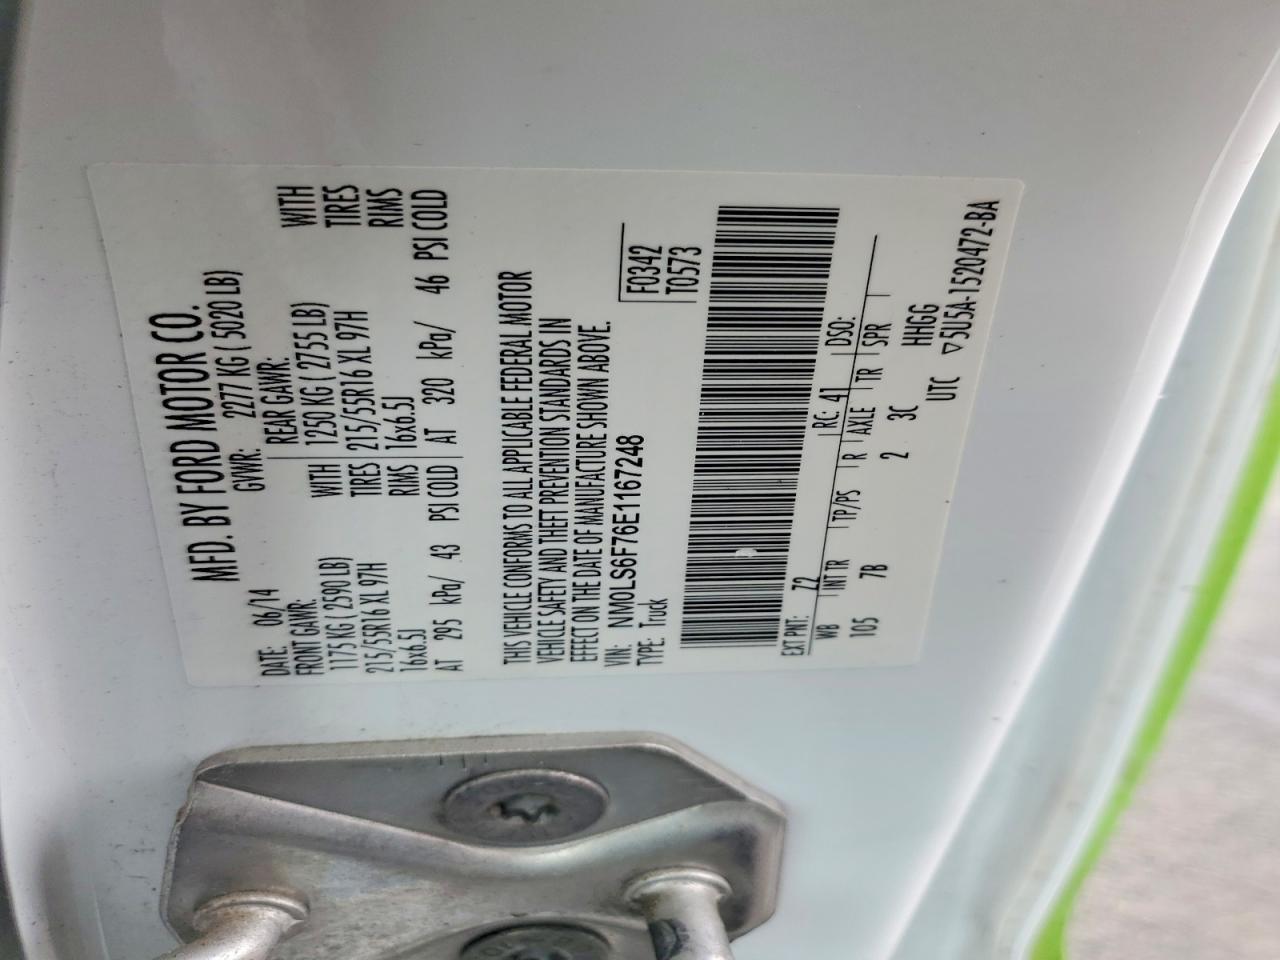 MFD. BY FORD MOTOR CO.
DATE: 06/14 GVWR: 2277 KG ( 5020 LB)
FRONT GAWR: REAR GAWR:
1175 KG ( 2590 LB) WITH 1250 KG ( 2755 LB) WITH
215/55R16 XL 97H TIRES 215/55R16 XL 97H TIRES
16x6.5J RIMS 16x6.5J RIMS
AT 295 kPa/ 43 PSI COLD AT 320 kPa/ 46 PSI COLD
THIS VEHICLE CONFORMS TO ALL APPLICABLE FEDERAL MOTOR
VEHICLE SAFETY AND THEFT PREVENTION STANDARDS IN
EFFECT ON THE DATE OF MANUFACTURE SHOWN ABOVE.
VIN: NM0LS6F76E1167248 F0342
TYPE: Truck T0573
EXT PNT: Z2 RC: 41 DSO:
WB INT TR TP/PS R AXLE TR SPR
105 7B 2 3C HHGG
UTC ▽5U5A-1520472-BA